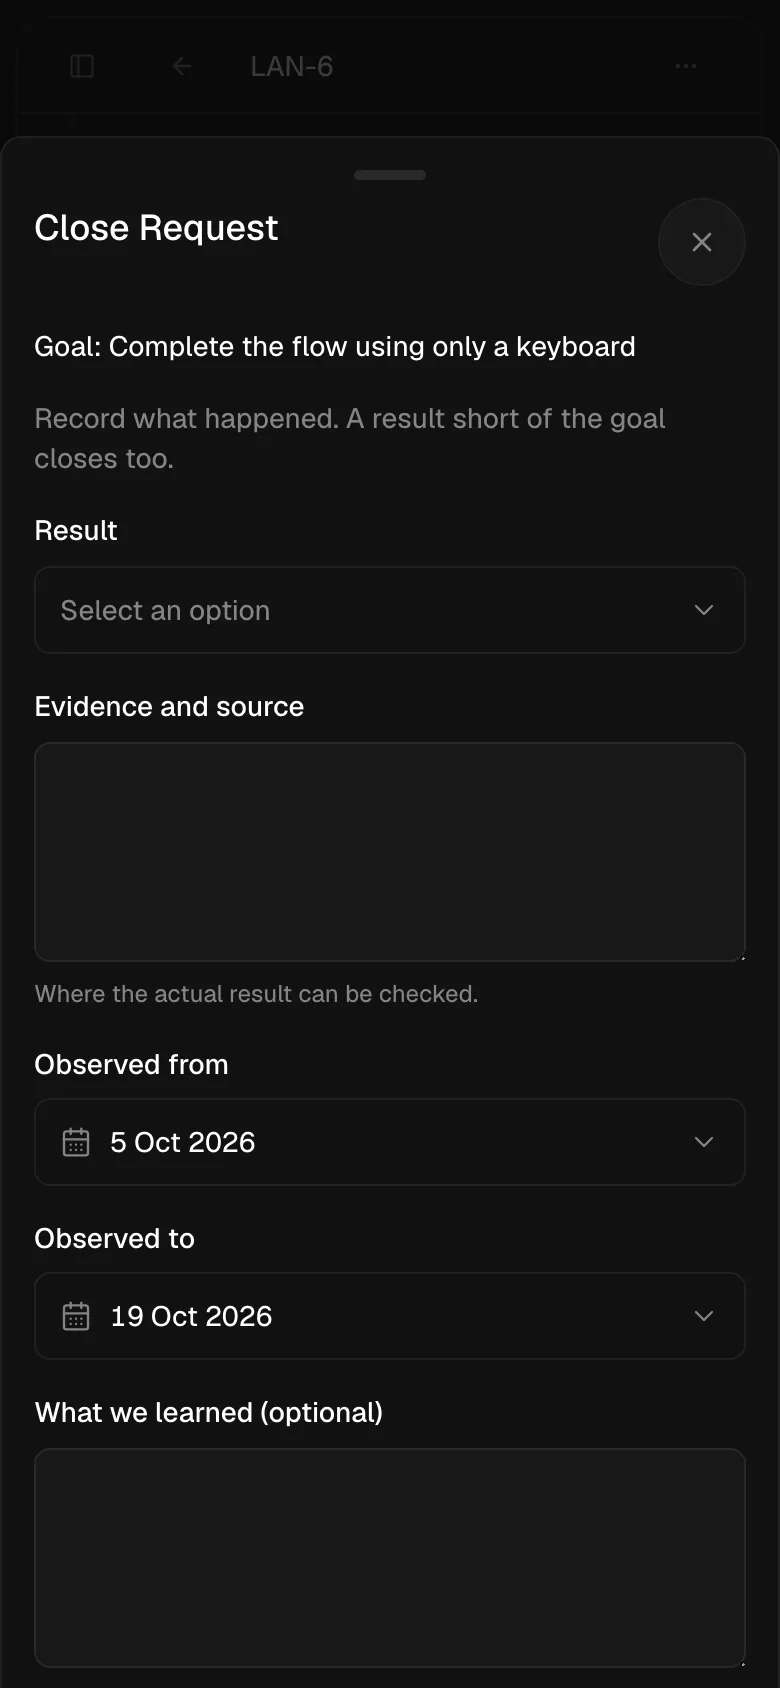 LAN-6
Close Request
Goal: Complete the flow using only a keyboard
Record what happened. A result short of the goal
closes too.
Result
Select an option
Evidence and source
Where the actual result can be checked.
Observed from
5 Oct 2026
Observed to
19 Oct 2026
What we learned (optional)